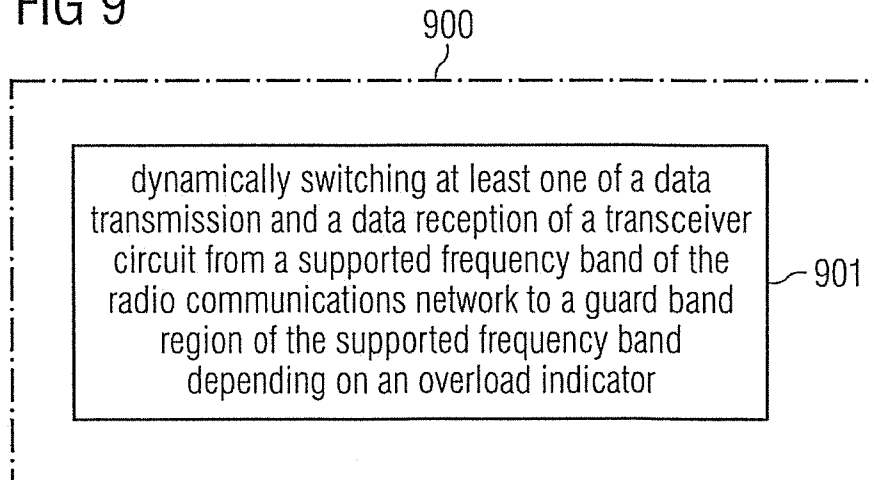 FIG 9
900
dynamically switching at least one of a data
transmission and a data reception of a transceiver
circuit from a supported frequency band of the
radio communications network to a guard band
region of the supported frequency band
depending on an overload indicator
901